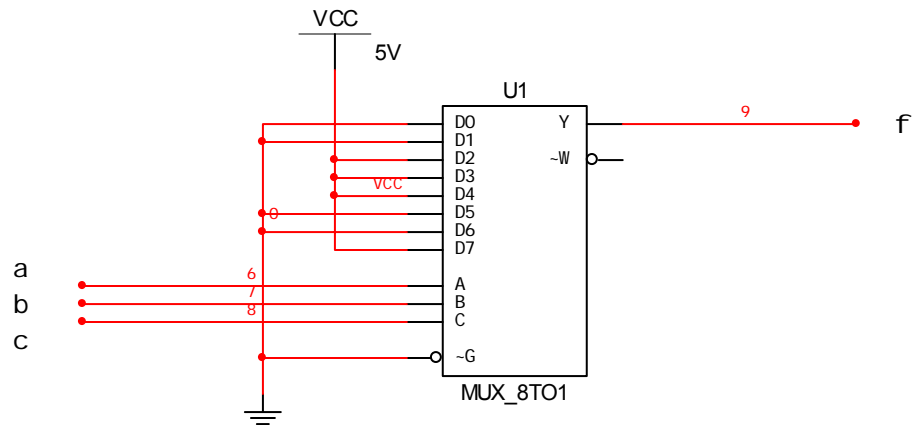 VCC
5V
U1
D0 Y 9 f
D1
D2 ~W
D3
VCC D4
0 D5
D6
D7
a 6 A
b 7 B
c 8 C
~G
MUX_8TO1